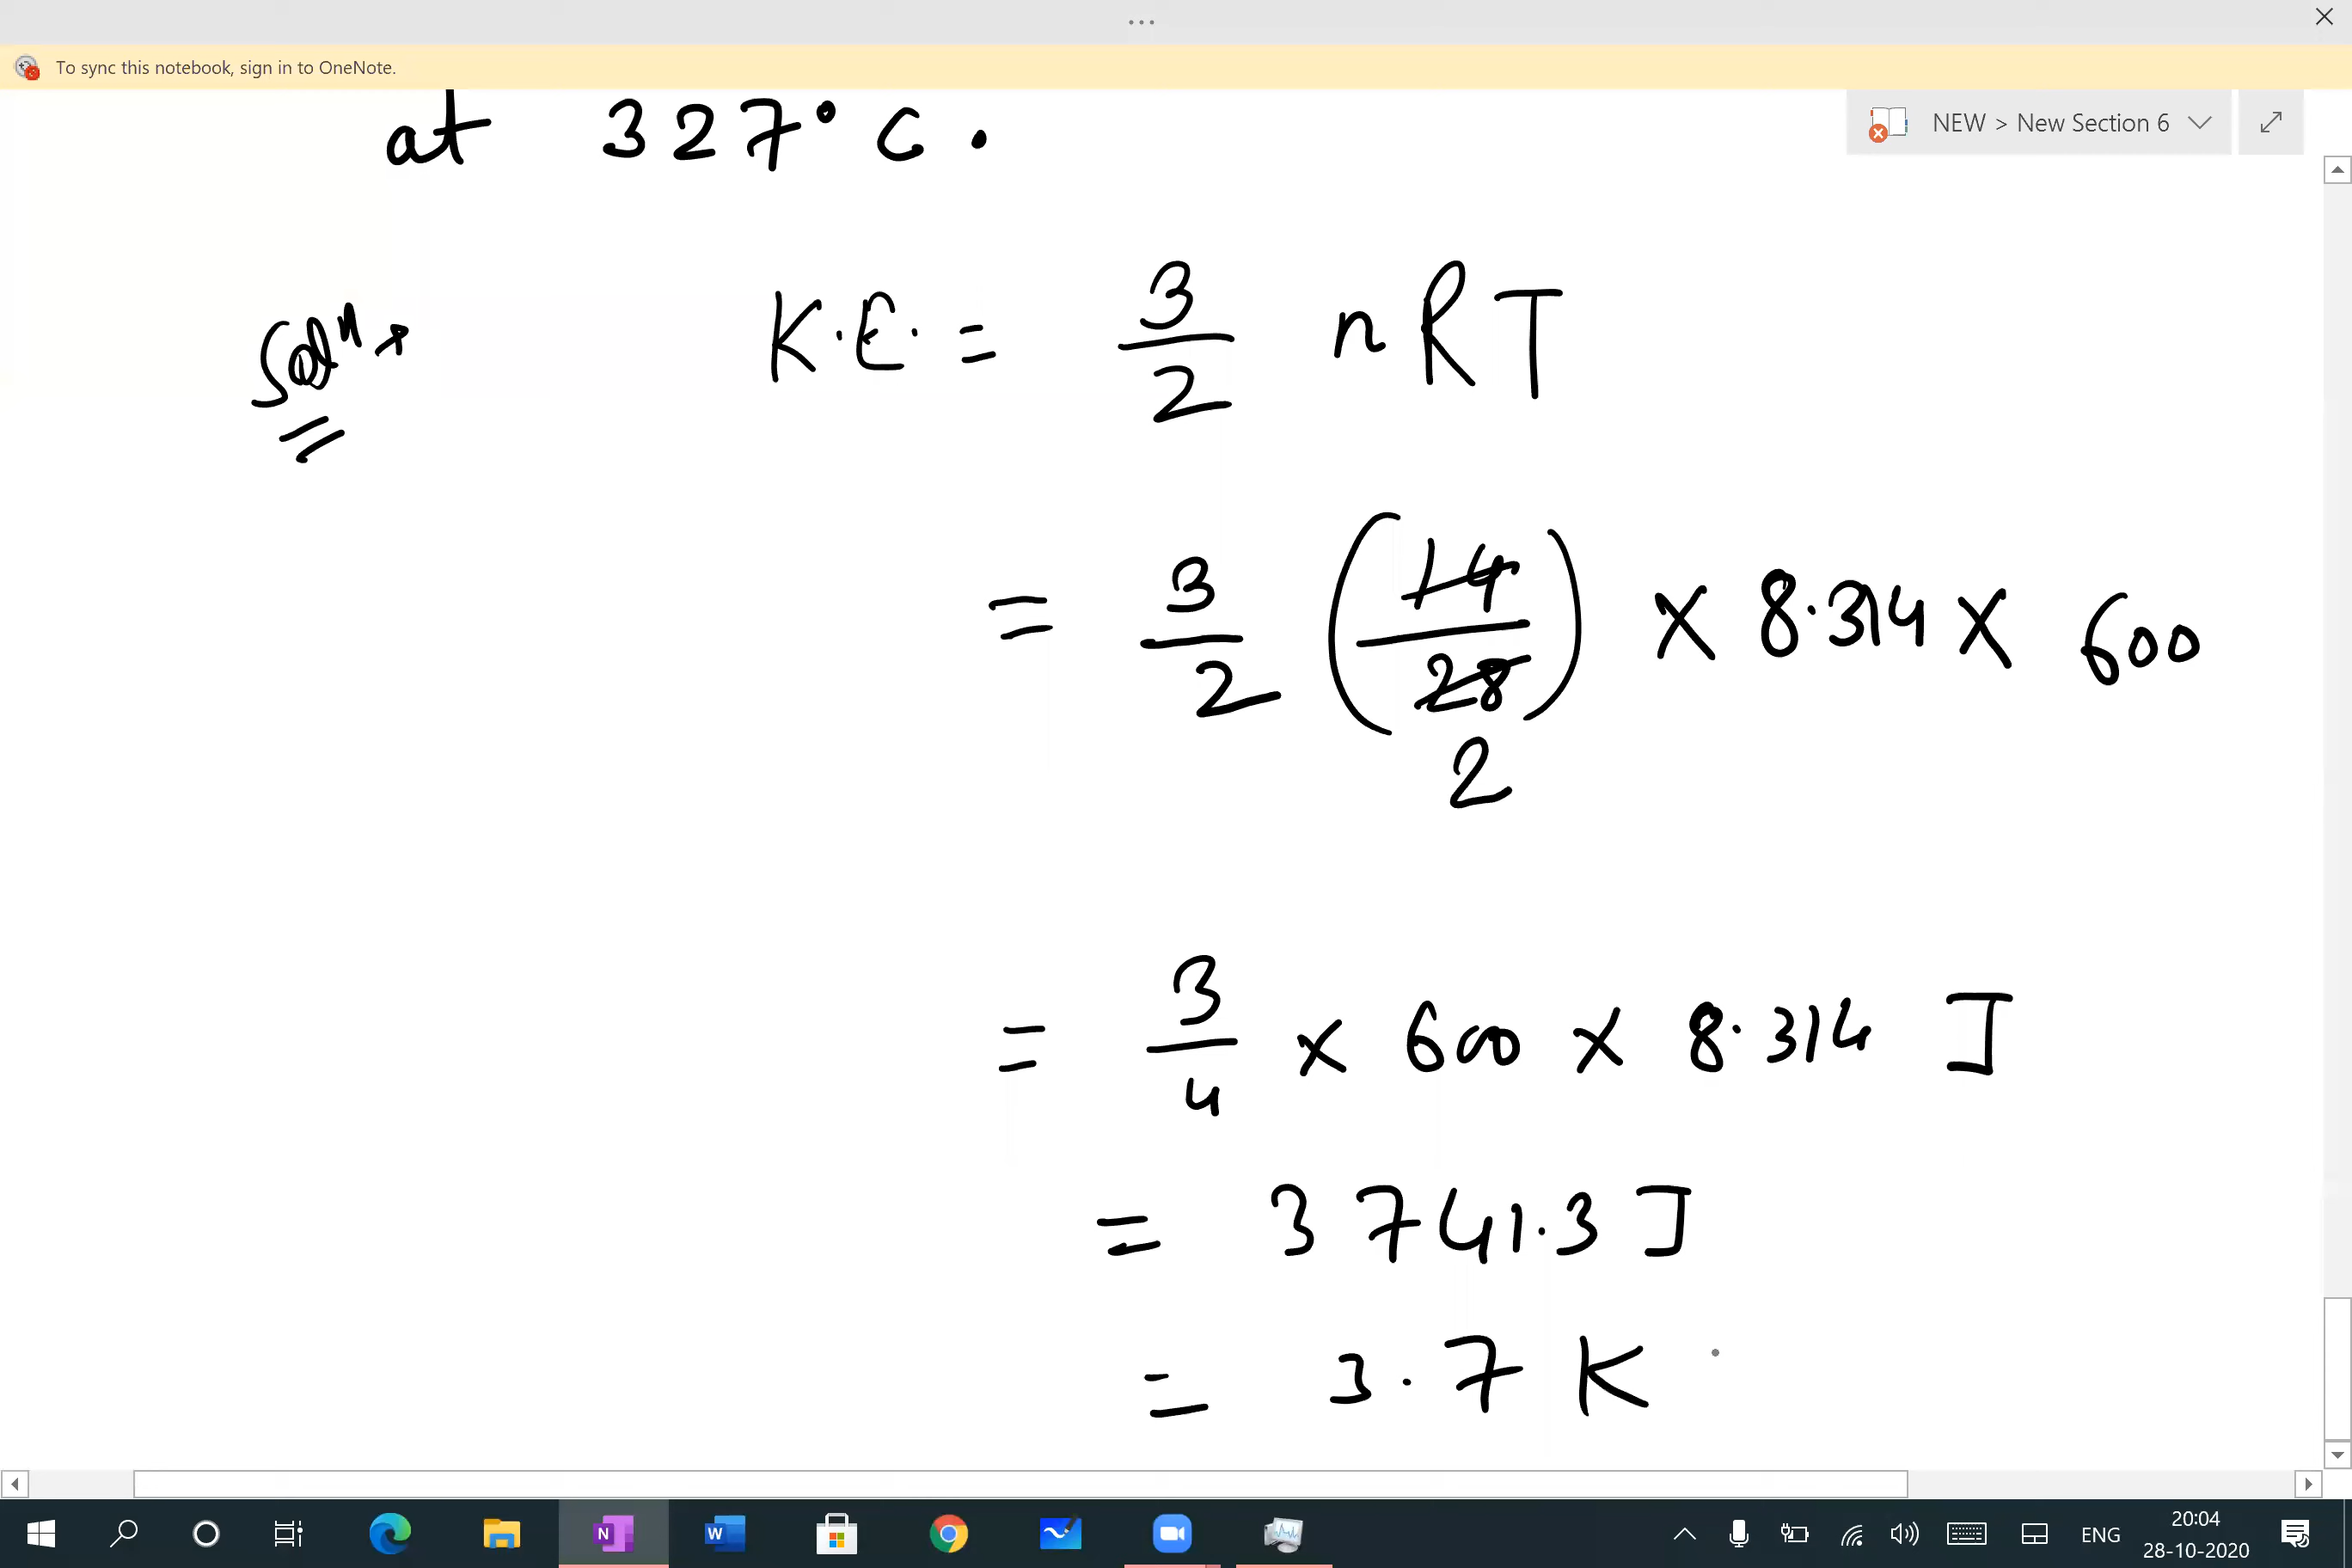 To sync this notebook, sign in to OneNote.
NEW > New Section 6
at 327° C.
Solⁿ K.E. = 3/2 nRT
= 3/2 (14/28) × 8.314 × 600
2
= 3/4 × 600 × 8.314 J
= 3741.3 J
= 3.7 K
N
W
ENG
20:04
28-10-2020